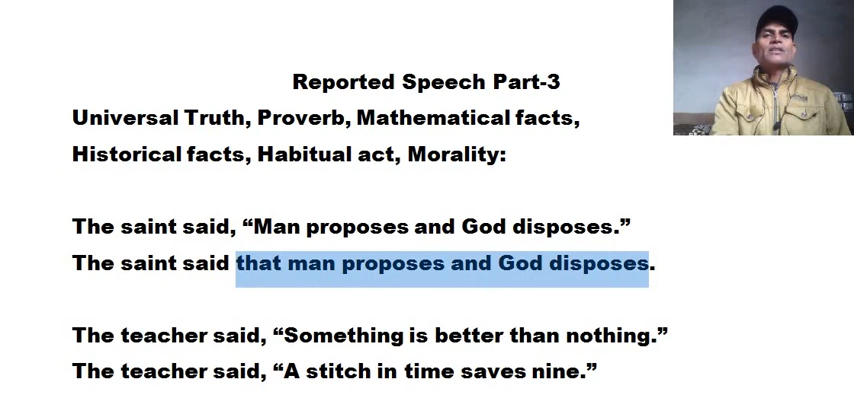 Reported Speech Part-3
Universal Truth, Proverb, Mathematical facts,
Historical facts, Habitual act, Morality:
The saint said, “Man proposes and God disposes.”
The saint said that man proposes and God disposes.
The teacher said, “Something is better than nothing.”
The teacher said, “A stitch in time saves nine.”